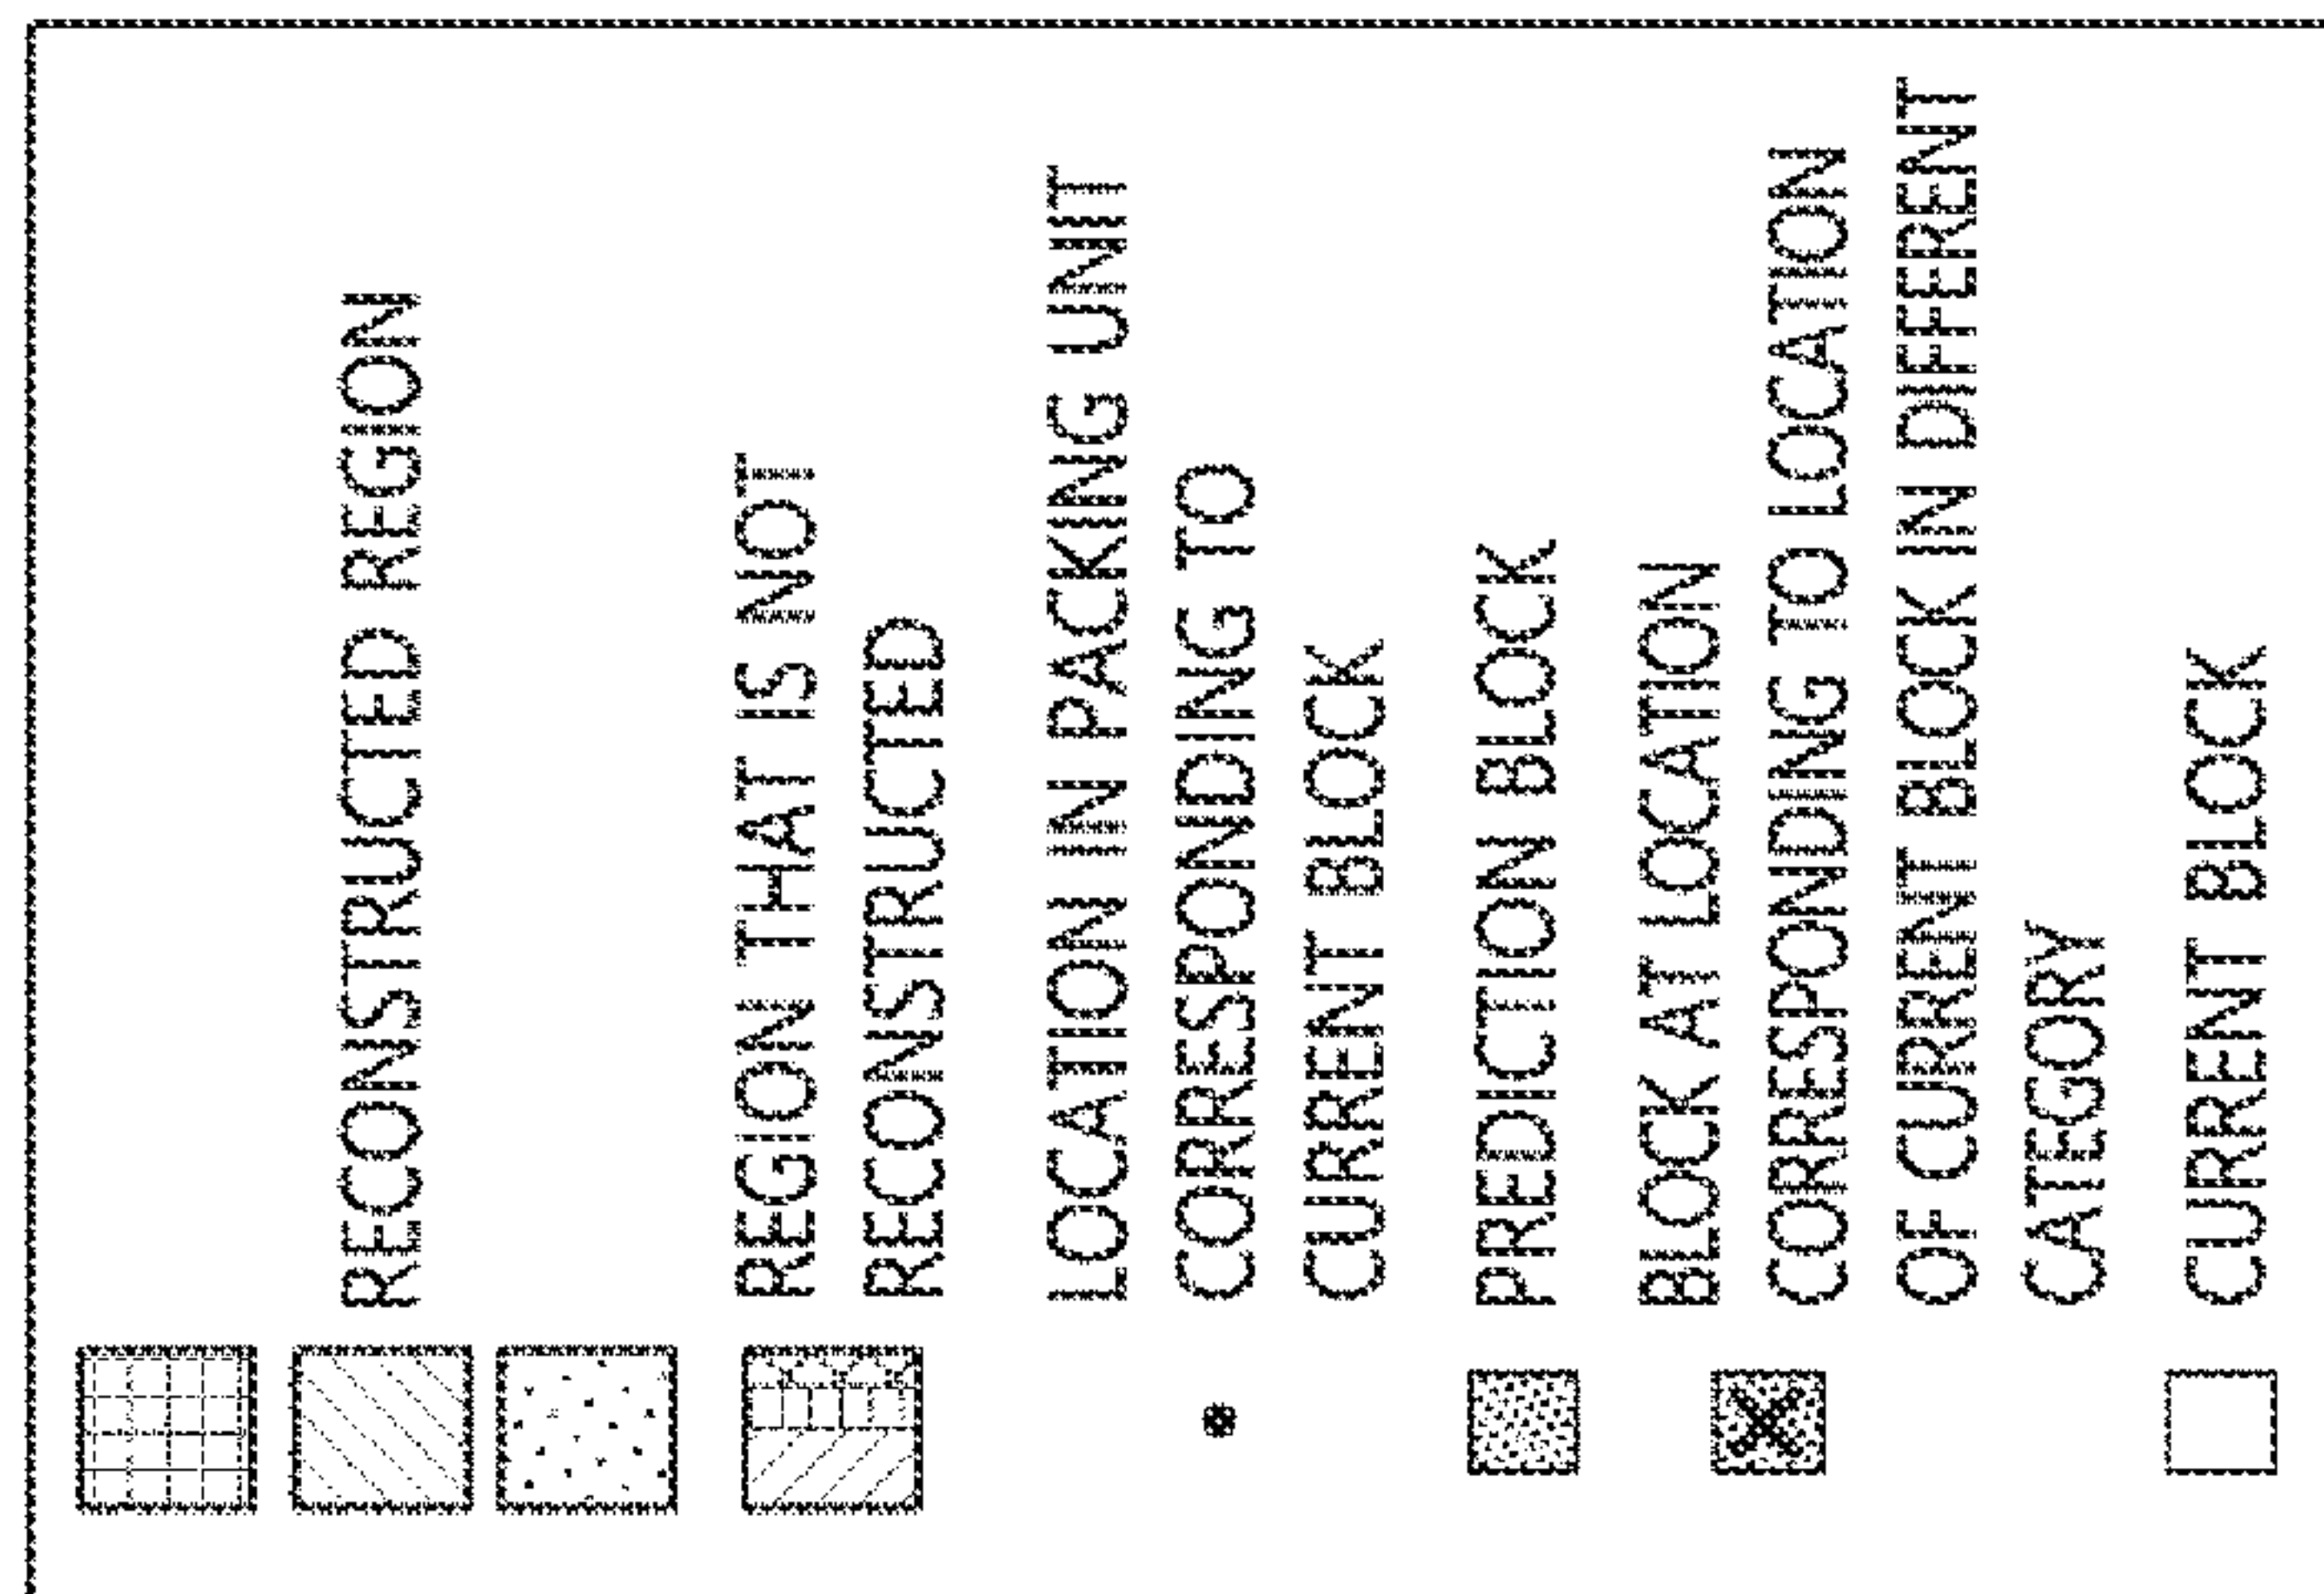 RECONSTRUCTED REGION
REGION THAT IS NOT
RECONSTRUCTED
LOCATION IN PACKING UNIT
CORRESPONDING TO
CURRENT BLOCK
PREDICTION BLOCK
BLOCK AT LOCATION
CORRESPONDING TO LOCATION
OF CURRENT BLOCK IN DIFFERENT
CATEGORY
CURRENT BLOCK